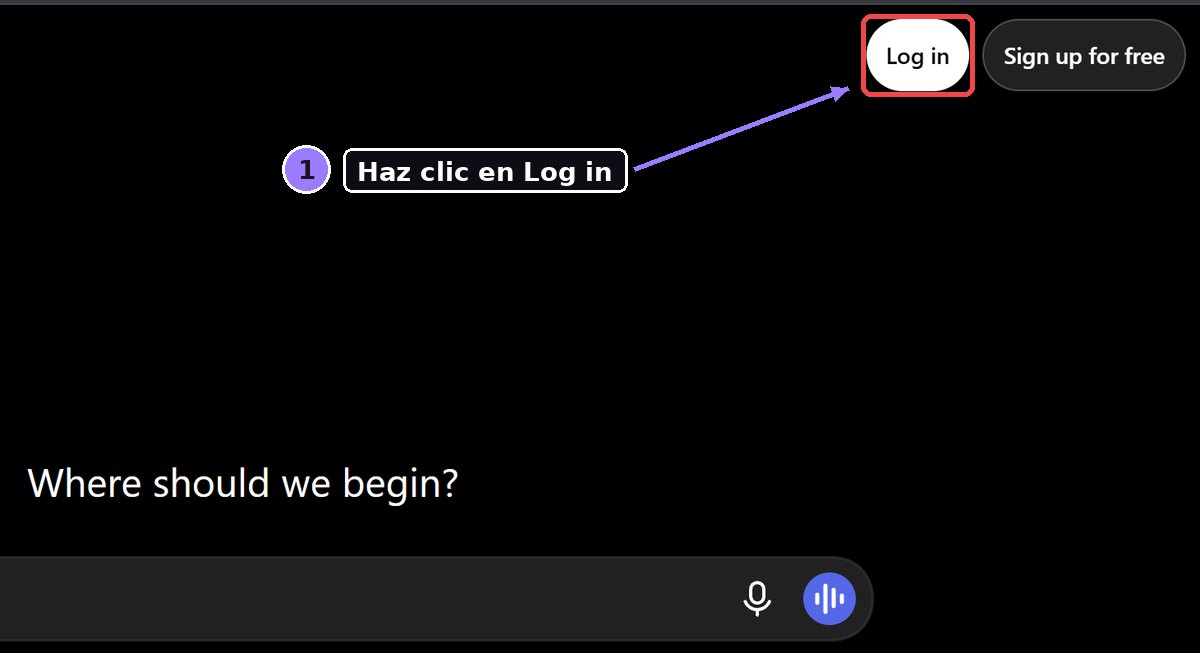 Log in
Sign up for free
1
Haz clic en Log in
Where should we begin?